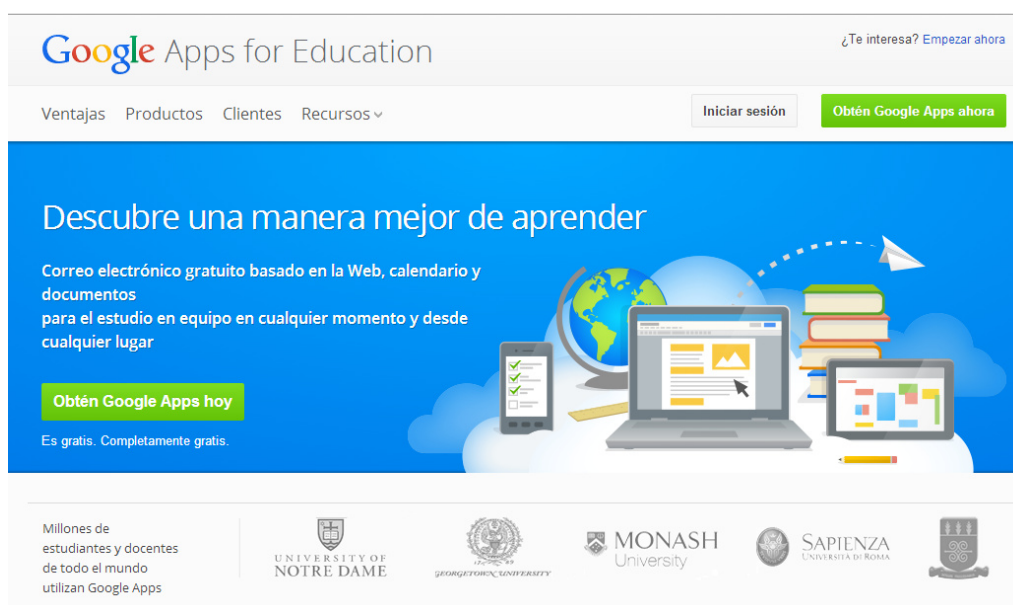 Google Apps for Education
¿Te interesa? Empezar ahora
Ventajas Productos Clientes Recursos
Iniciar sesión
Obtén Google Apps ahora
Descubre una manera mejor de aprender
Correo electrónico gratuito basado en la Web, calendario y
documentos
para el estudio en equipo en cualquier momento y desde
cualquier lugar
Obtén Google Apps hoy
Es gratis. Completamente gratis.
Millones de
estudiantes y docentes
de todo el mundo
utilizan Google Apps
UNIVERSITY OF
NOTRE DAME
GEORGETOWN UNIVERSITY
MONASH
University
SAPIENZA
UNIVERSITÀ DI ROMA